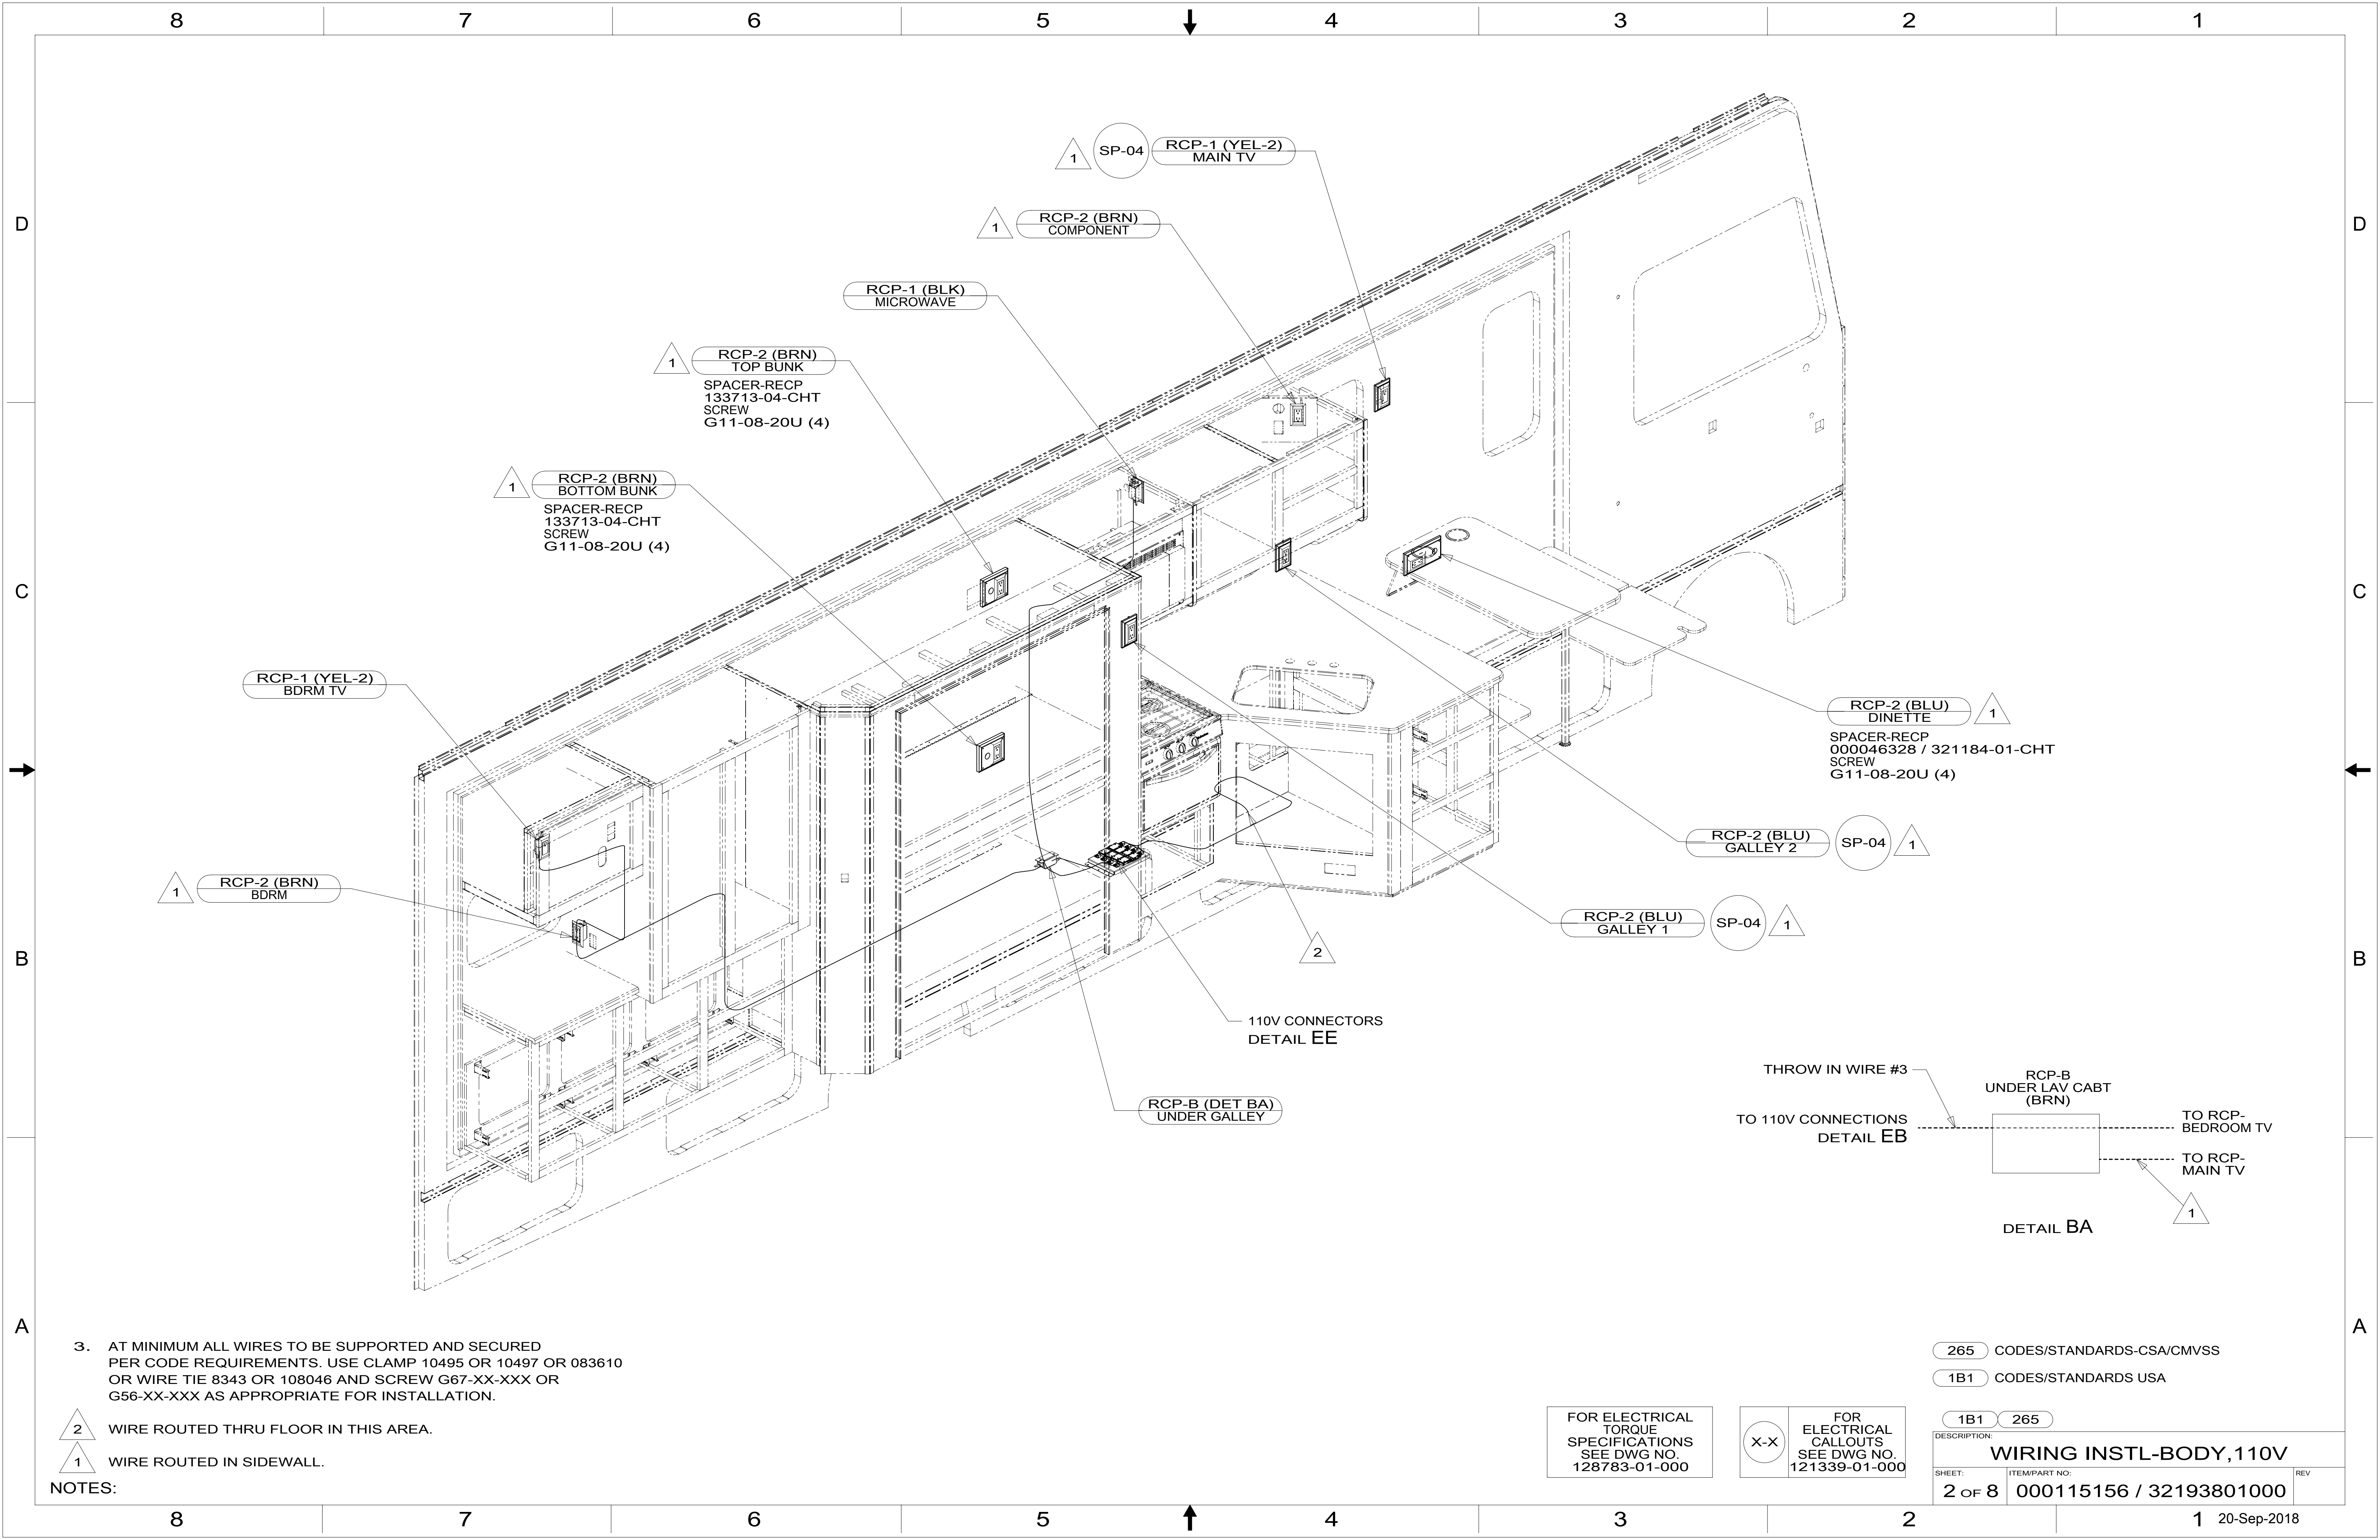 8 7 6 5 4 3 2 1
D
D
C
C
B
B
A
A
1 SP-04 RCP-1 (YEL-2)
MAIN TV
1 RCP-2 (BRN)
COMPONENT
RCP-1 (BLK)
MICROWAVE
1 RCP-2 (BRN)
TOP BUNK
SPACER-RECP
133713-04-CHT
SCREW
G11-08-20U (4)
1 RCP-2 (BRN)
BOTTOM BUNK
SPACER-RECP
133713-04-CHT
SCREW
G11-08-20U (4)
RCP-1 (YEL-2)
BDRM TV
1 RCP-2 (BRN)
BDRM
RCP-2 (BLU) 1
DINETTE
SPACER-RECP
000046328 / 321184-01-CHT
SCREW
G11-08-20U (4)
RCP-2 (BLU) SP-04 1
GALLEY 2
RCP-2 (BLU) SP-04 1
GALLEY 1
2
110V CONNECTORS
DETAIL EE
RCP-B (DET BA)
UNDER GALLEY
THROW IN WIRE #3
RCP-B
UNDER LAV CABT
(BRN)
TO 110V CONNECTIONS
DETAIL EB
TO RCP-
BEDROOM TV
TO RCP-
MAIN TV
1
DETAIL BA
3. AT MINIMUM ALL WIRES TO BE SUPPORTED AND SECURED
PER CODE REQUIREMENTS. USE CLAMP 10495 OR 10497 OR 083610
OR WIRE TIE 8343 OR 108046 AND SCREW G67-XX-XXX OR
G56-XX-XXX AS APPROPRIATE FOR INSTALLATION.
2 WIRE ROUTED THRU FLOOR IN THIS AREA.
1 WIRE ROUTED IN SIDEWALL.
NOTES:
FOR ELECTRICAL
TORQUE
SPECIFICATIONS
SEE DWG NO.
128783-01-000
X-X
FOR
ELECTRICAL
CALLOUTS
SEE DWG NO.
121339-01-000
265 CODES/STANDARDS-CSA/CMVSS
1B1 CODES/STANDARDS USA
1B1 265
DESCRIPTION:
WIRING INSTL-BODY,110V
SHEET: ITEM/PART NO: REV
2 OF 8 000115156 / 32193801000
8 7 6 5 4 3 2 1
20-Sep-2018